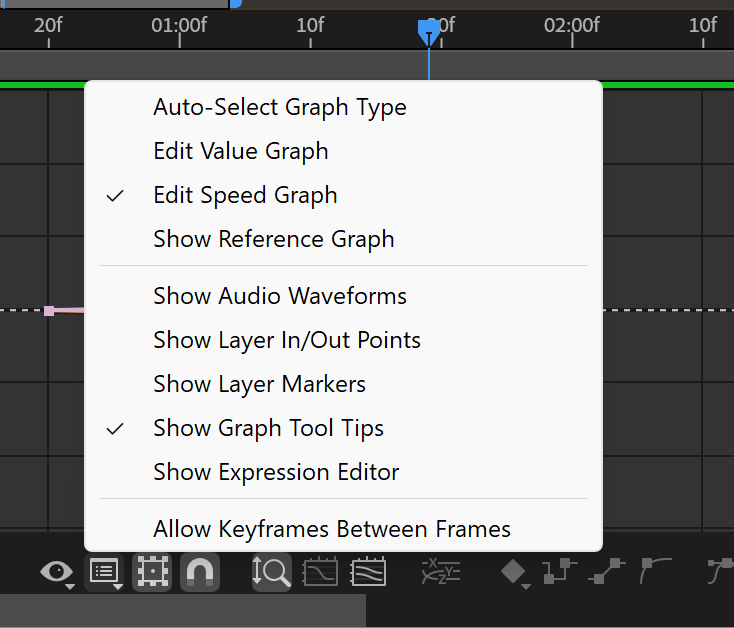 20f 01:00f 10f 0f 02:00f 10f
Auto-Select Graph Type
Edit Value Graph
Edit Speed Graph
Show Reference Graph
Show Audio Waveforms
Show Layer In/Out Points
Show Layer Markers
Show Graph Tool Tips
Show Expression Editor
Allow Keyframes Between Frames